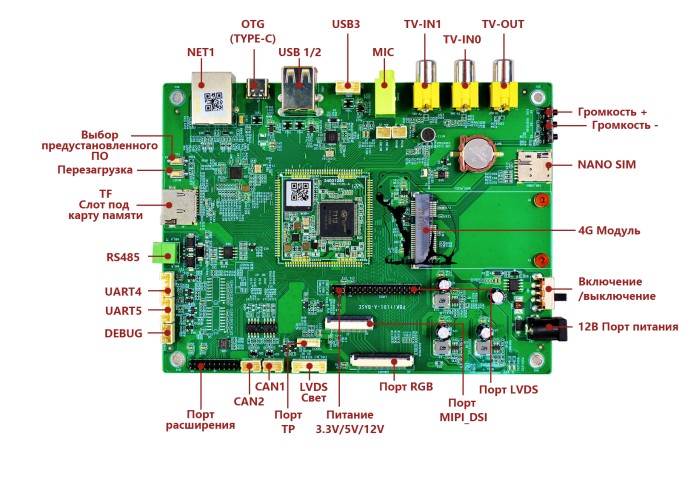 OTG
(TYPE-C)
NET1
USB 1/2
USB3
MIC
TV-IN1
TV-IN0
TV-OUT
Громкость +
Громкость -
Выбор
предустановленного
ПО
Перезагрузка
NANO SIM
TF
Слот под
карту памяти
4G Модуль
RS485
UART4
UART5
DEBUG
Включение
/выключение
12В Порт питания
Порт
расширения
CAN2
CAN1
Порт
TP
LVDS
Свет
Питание
3.3V/5V/12V
Порт RGB
Порт
MIPI_DSI
Порт LVDS